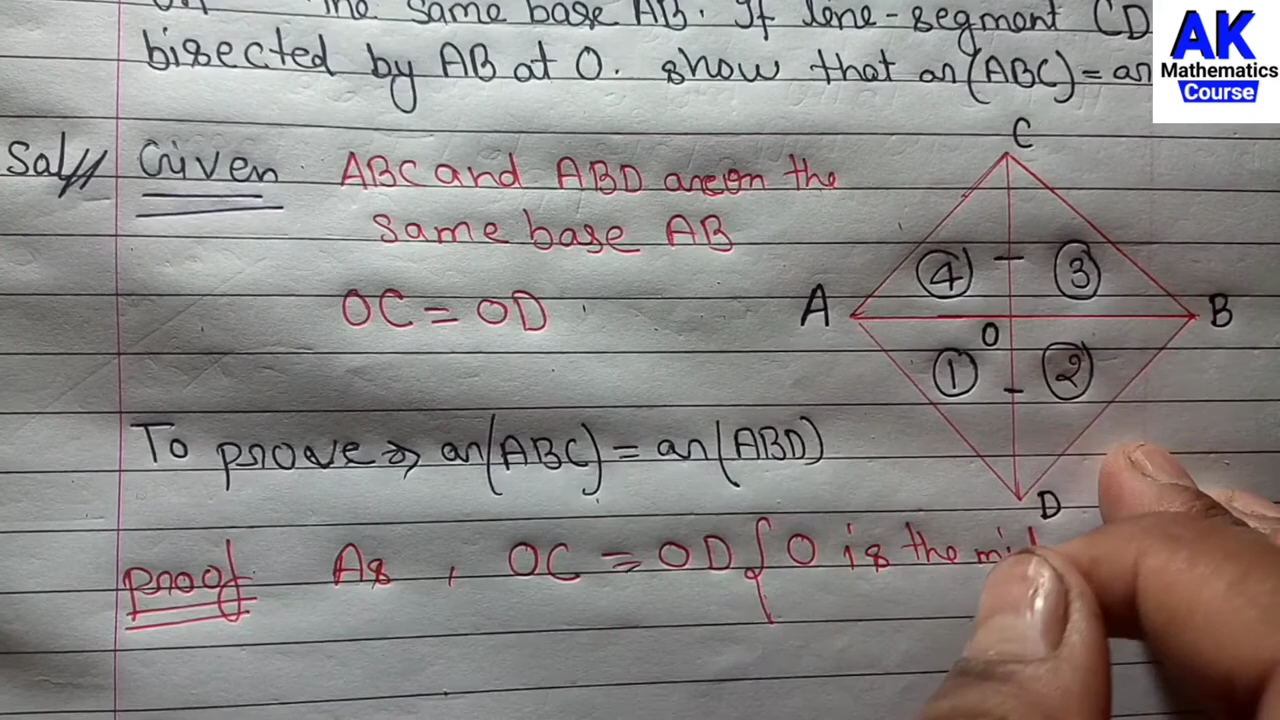 the same base AB. If line-segment CD
bisected by AB at O. show that ar(ABC) = ar
AK
Mathematics
Course
Sol// Given ABC and ABD are on the
same base AB
OC = OD
C
4 3
A B
O
1 2
D
To prove ⇒ ar(ABC) = ar(ABD)
proof As, OC = OD { O is the mid